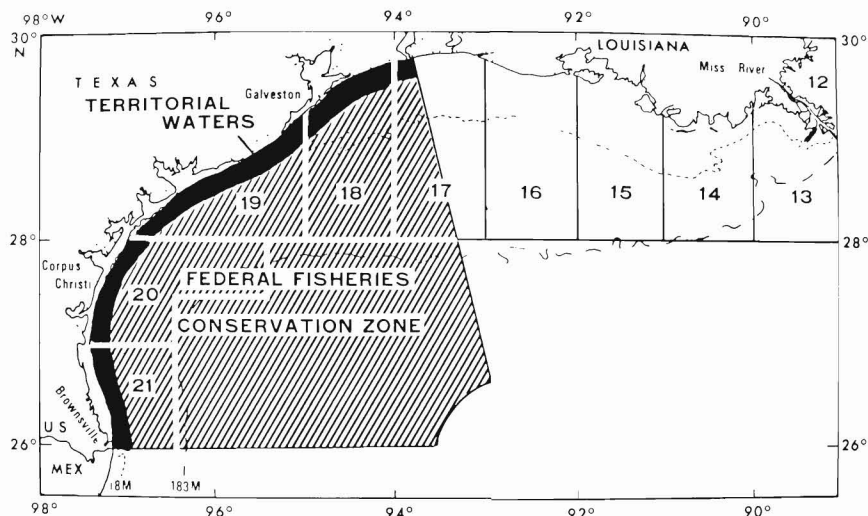 98°W
96°
94°
92°
90°
30°
N
30°
TEXAS
LOUISIANA
Miss River
12
Galveston
TERRITORIAL
WATERS
19
18
17
16
15
14
13
28°
28°
Corpus
Christi
20
FEDERAL FISHERIES
CONSERVATION ZONE
21
Brownsville
US
MEX
26°
26°
18M
183M
98°
96°
94°
92°
90°